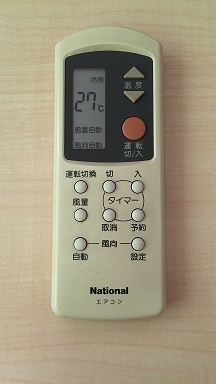 冷房
27℃
温度
風量自動
風向自動
運転
切/入
運転切換 切 入
タイマー
風量
取消 予約
風向
自動 設定
National
エアコン